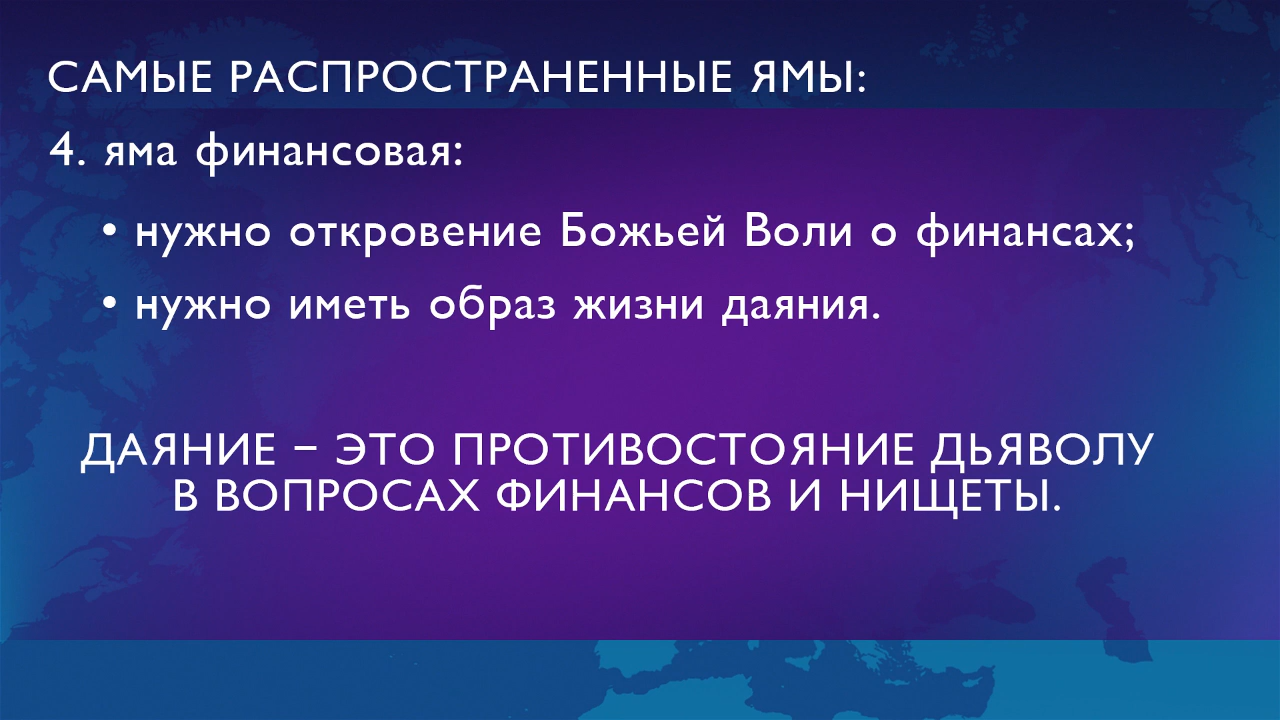 САМЫЕ РАСПРОСТРАНЕННЫЕ ЯМЫ:
4. яма финансовая:
• нужно откровение Божьей Воли о финансах;
• нужно иметь образ жизни даяния.
ДАЯНИЕ – ЭТО ПРОТИВОСТОЯНИЕ ДЬЯВОЛУ
В ВОПРОСАХ ФИНАНСОВ И НИЩЕТЫ.